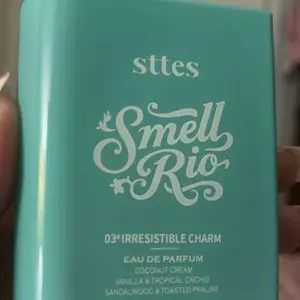 sttes
Smell
Rio
03* IRRESISTIBLE CHARM
EAU DE PARFUM
COCONUT CREAM
VANILLA & TROPICAL ORCHID
SANDALWOOD & TOASTED PRALINE